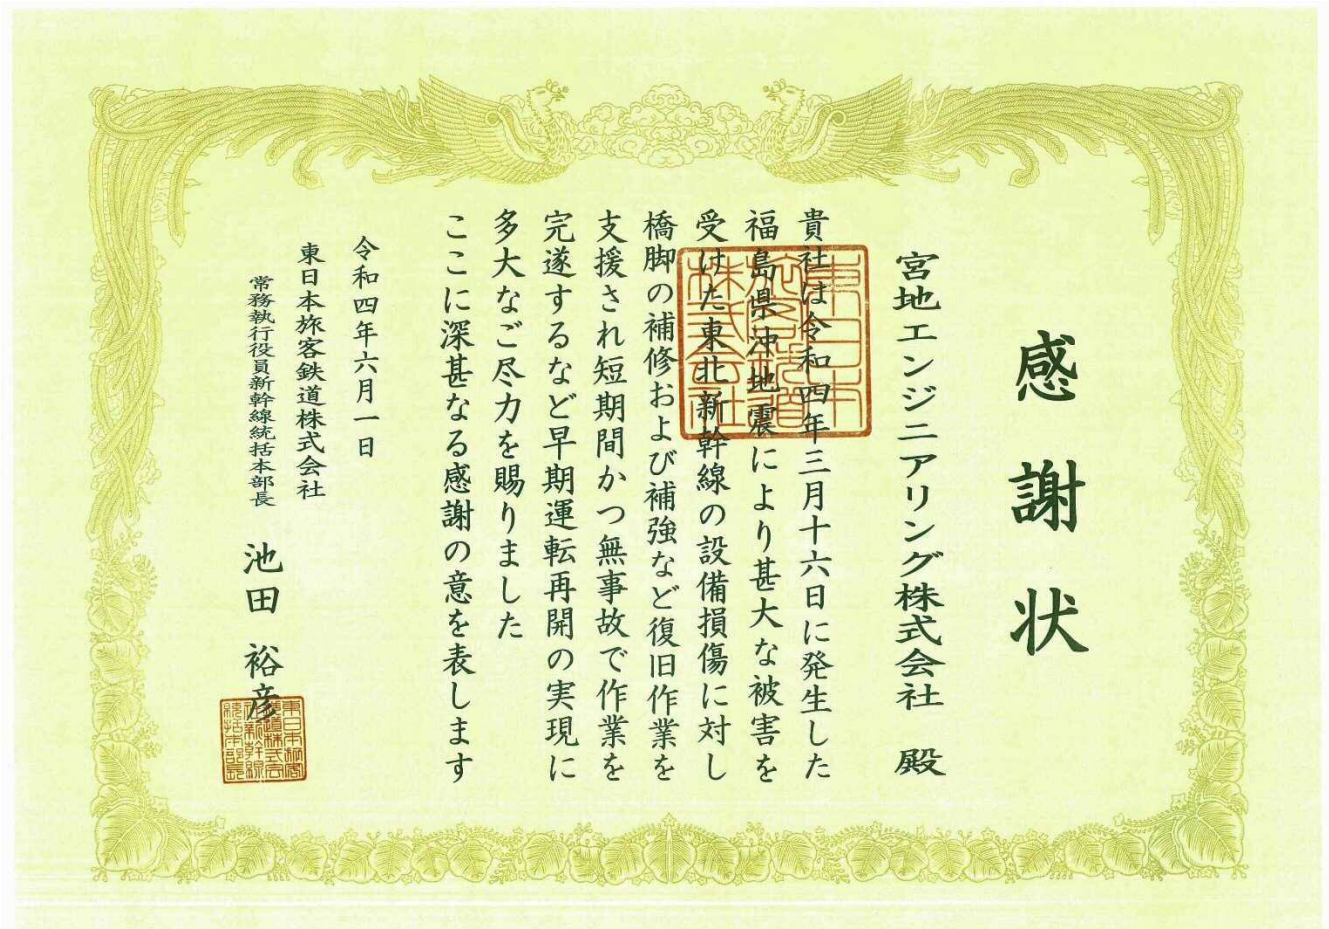 感謝状
宮地エンジニアリング株式会社 殿
貴社は令和四年三月十六日に発生した
福島県沖地震により甚大な被害を
受けた東北新幹線の設備損傷に対し
橋脚の補修および補強など復旧作業を
支援され短期間かつ無事故で作業を
完遂するなど早期運転再開の実現に
多大なご尽力を賜りました
ここに深甚なる感謝の意を表します
令和四年六月一日
東日本旅客鉄道株式会社
常務執行役員新幹線統括本部長 池田 裕彦